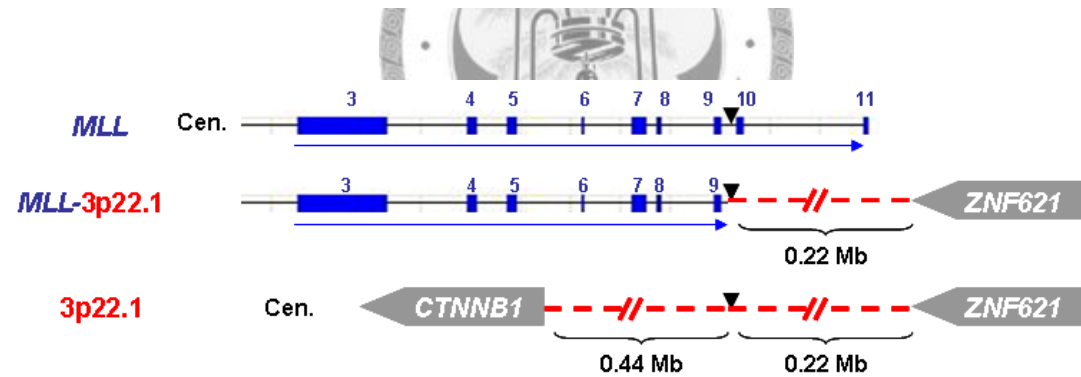 3 4 5 6 7 8 9 10 11
MLL Cen.
3 4 5 6 7 8 9
MLL-3p22.1 ZNF621
0.22 Mb
3p22.1 Cen. CTNNB1 ZNF621
0.44 Mb 0.22 Mb